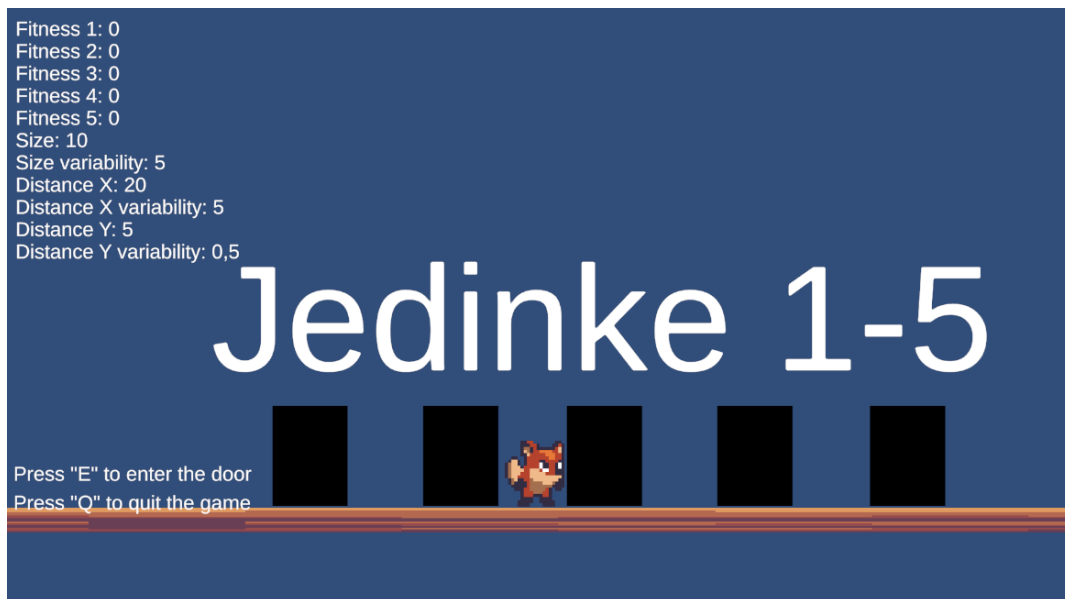 Fitness 1: 0
Fitness 2: 0
Fitness 3: 0
Fitness 4: 0
Fitness 5: 0
Size: 10
Size variability: 5
Distance X: 20
Distance X variability: 5
Distance Y: 5
Distance Y variability: 0,5
Jedinke 1-5
Press "E" to enter the door
Press "Q" to quit the game